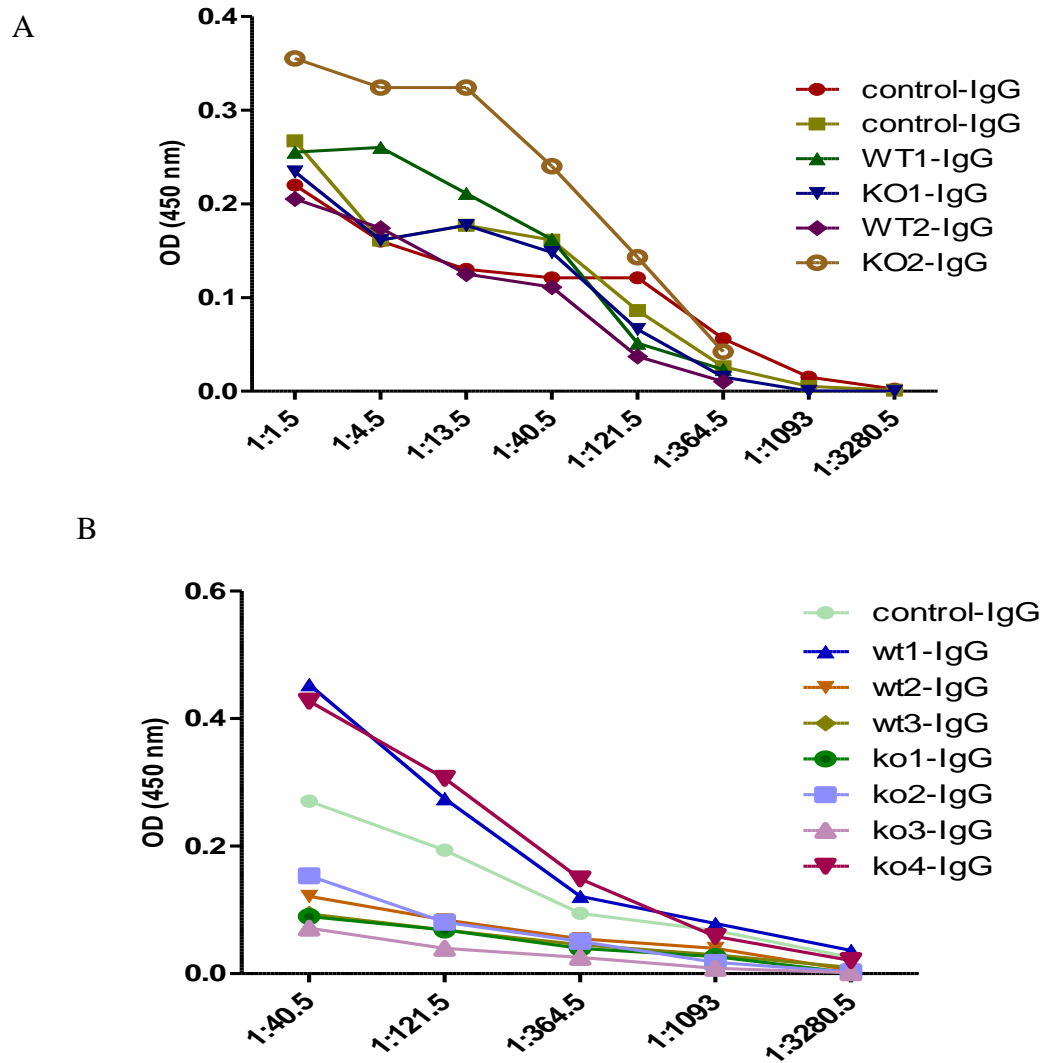 A
0.4
0.3
0.2
0.1
0.0
OD (450 nm)
1:1.5
1:4.5
1:13.5
1:40.5
1:121.5
1:364.5
1:1093
1:3280.5
control-IgG
control-IgG
WT1-IgG
KO1-IgG
WT2-IgG
KO2-IgG
B
0.6
0.4
0.2
0.0
OD (450 nm)
1:40.5
1:121.5
1:364.5
1:1093
1:3280.5
control-IgG
wt1-IgG
wt2-IgG
wt3-IgG
ko1-IgG
ko2-IgG
ko3-IgG
ko4-IgG